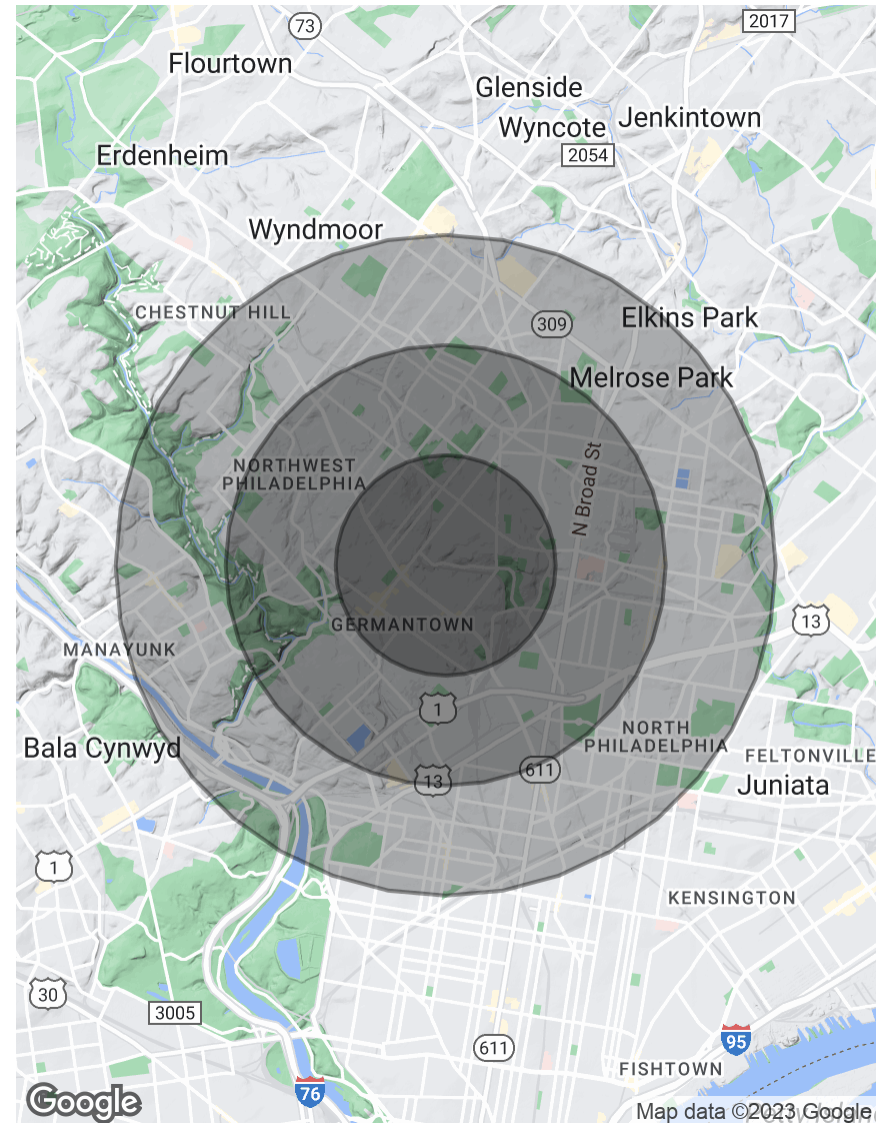 2017
73
Flourtown
Glenside
Jenkintown
Wyncote
2054
Erdenheim
Wyndmoor
CHESTNUT HILL
309
Elkins Park
Melrose Park
NORTHWEST
PHILADELPHIA
N Broad St
GERMANTOWN
13
MANAYUNK
1
NORTH
PHILADELPHIA
Bala Cynwyd
FELTONVILLE
611
13
Juniata
1
KENSINGTON
30
3005
95
611
FISHTOWN
76
Google
Map data ©2023 Google